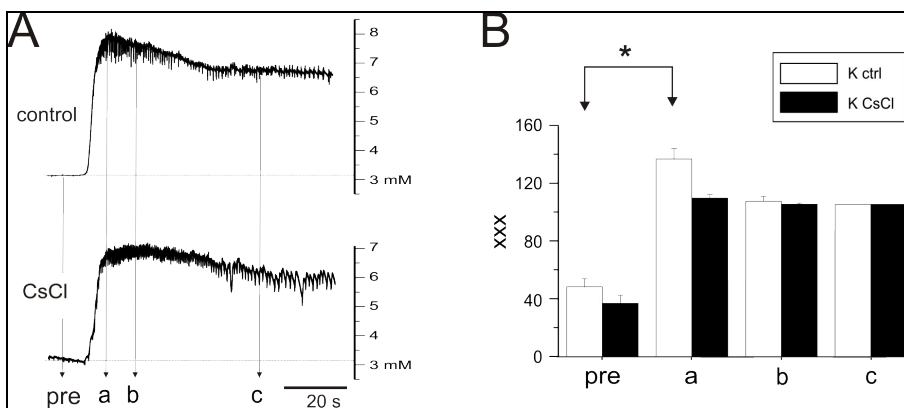 A
8
7
6
5
4
3 mM
control
7
6
5
4
3 mM
CsCl
pre a b c
20 s
B
*
K ctrl
K CsCl
160
120
80
40
0
xxx
pre a b c